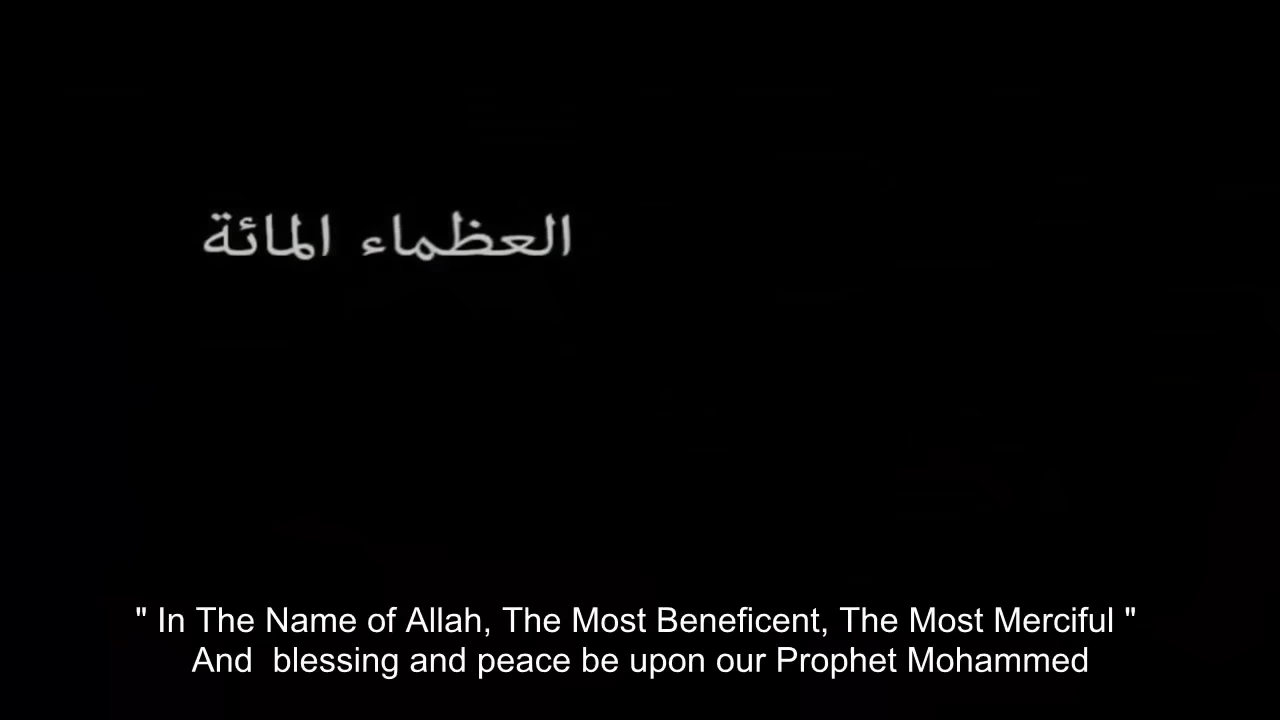 العظماء المائة
" In The Name of Allah, The Most Beneficent, The Most Merciful "
And  blessing and peace be upon our Prophet Mohammed